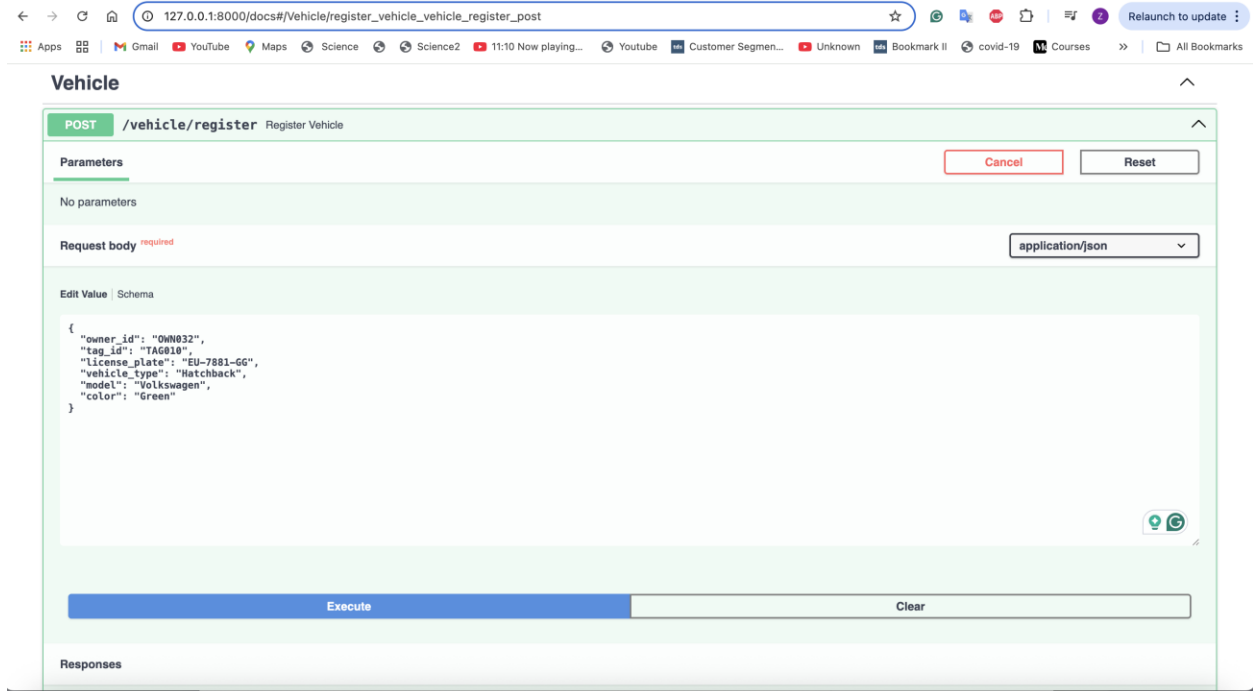 127.0.0.1:8000/docs#/Vehicle/register_vehicle_vehicle_register_post
ABP
Z
Relaunch to update
Apps
Gmail
YouTube
Maps
Science
Science2
11:10 Now playing...
Youtube
tds
Customer Segmen...
Unknown
tds
Bookmark II
covid-19
Courses
All Bookmarks
Vehicle
POST /vehicle/register Register Vehicle
Parameters
Cancel
Reset
No parameters
Request body required
application/json
Edit Value | Schema
{
"owner_id": "OWN032",
"tag_id": "TAG010",
"license_plate": "EU-7881-GG",
"vehicle_type": "Hatchback",
"model": "Volkswagen",
"color": "Green"
}
Execute
Clear
Responses